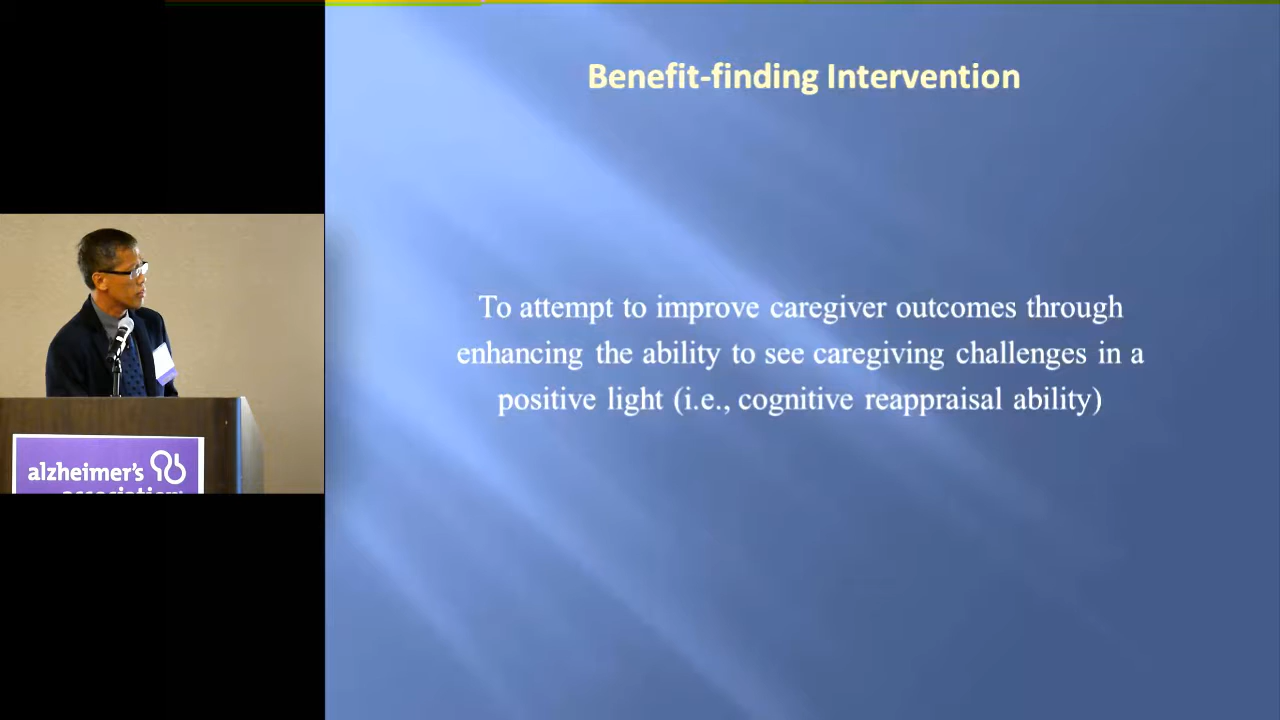 Benefit-finding Intervention
To attempt to improve caregiver outcomes through
enhancing the ability to see caregiving challenges in a
positive light (i.e., cognitive reappraisal ability)
alzheimer's
association